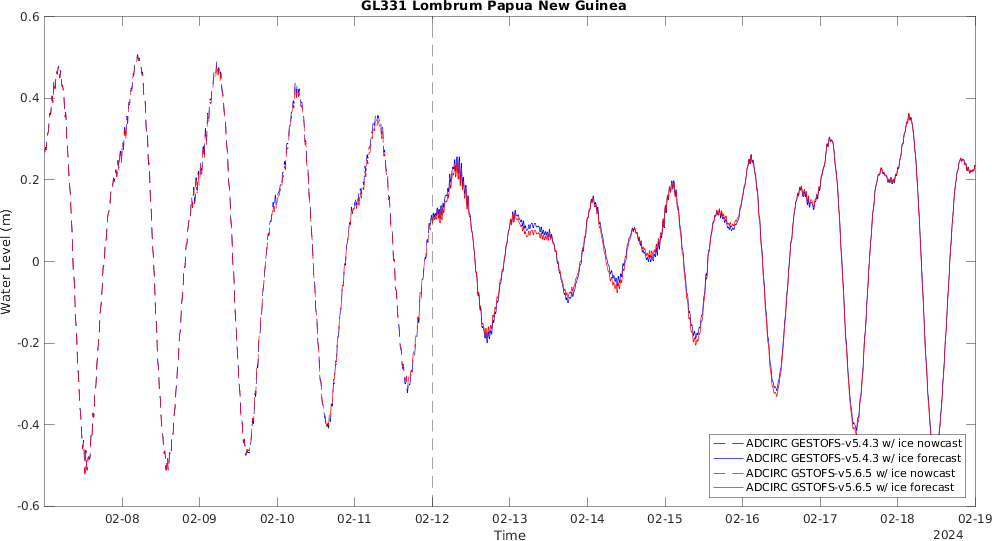 GL331 Lombrum Papua New Guinea
0.6
0.4
0.2
0
-0.2
-0.4
-0.6
Water Level (m)
ADCIRC GESTOFS-v5.4.3 w/ ice nowcast
ADCIRC GESTOFS-v5.4.3 w/ ice forecast
ADCIRC GSTOFS-v5.6.5 w/ ice nowcast
ADCIRC GSTOFS-v5.6.5 w/ ice forecast
02-08 02-09 02-10 02-11 02-12 02-13 02-14 02-15 02-16 02-17 02-18 02-19
Time
2024